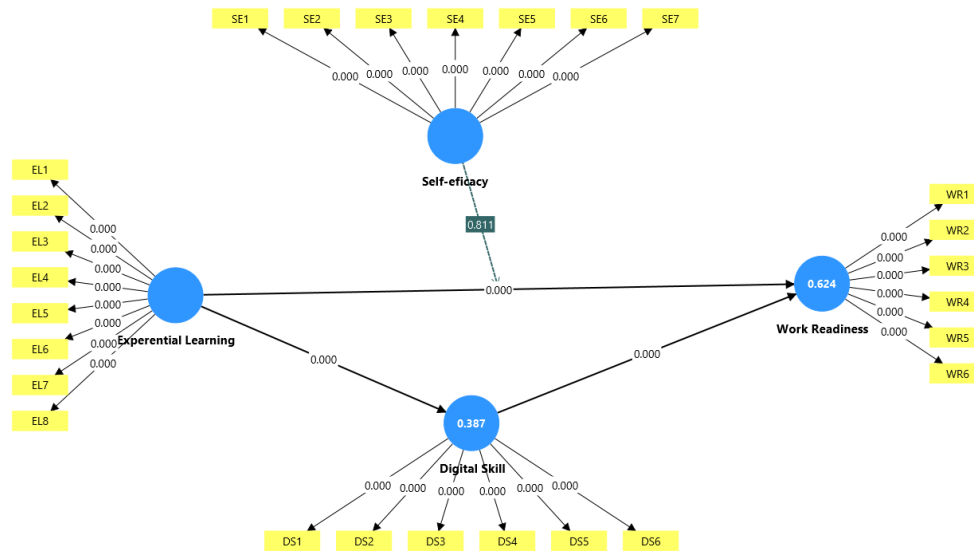 SE1 SE2 SE3 SE4 SE5 SE6 SE7
0.000 0.000 0.000 0.000 0.000 0.000 0.000
Self-eficacy
0.811
EL1
EL2
EL3
EL4
EL5
EL6
EL7
EL8
0.000
0.000
0.000
0.000
0.000
0.000
0.000
0.000
Experential Learning
0.000
0.000
0.000
WR1
WR2
WR3
WR4
WR5
WR6
0.000
0.000
0.000
0.000
0.000
0.000
0.624
Work Readiness
0.387
Digital Skill
0.000 0.000 0.000 0.000 0.000 0.000
DS1 DS2 DS3 DS4 DS5 DS6